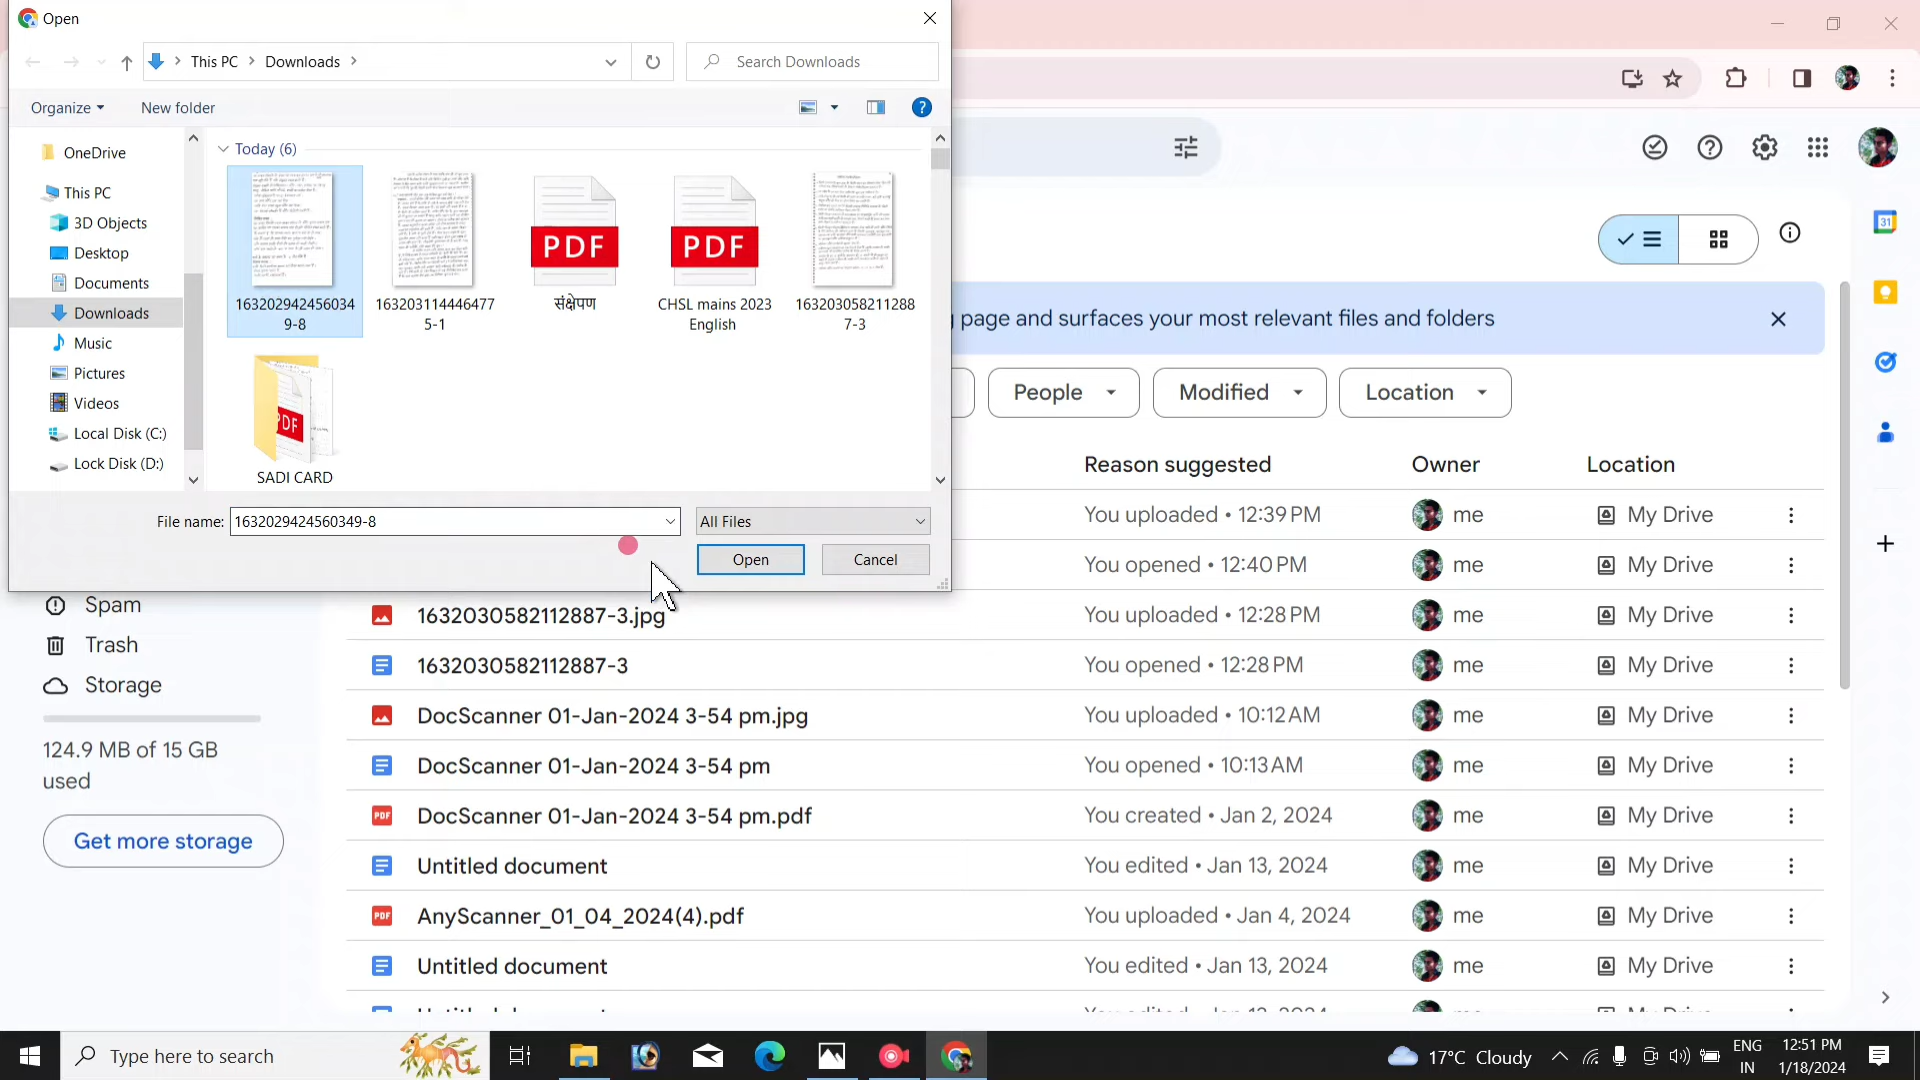 Open
This PC
Downloads
Search Downloads
Organize
New folder
OneDrive
This PC
3D Objects
Desktop
Documents
Downloads
Music
Pictures
Videos
Local Disk (C:)
Lock Disk (D:)
Today (6)
163202942456034
9-8
163203114446477
5-1
PDF
संक्षेपण
PDF
CHSL mains 2023
English
163203058211288
7-3
SADI CARD
File name:
1632029424560349-8
All Files
Open
Cancel
31
page and surfaces your most relevant files and folders
People
Modified
Location
Reason suggested
Owner
Location
You uploaded • 12:39 PM
me
My Drive
You opened • 12:40 PM
me
My Drive
1632030582112887-3.jpg
You uploaded • 12:28 PM
me
My Drive
1632030582112887-3
You opened • 12:28 PM
me
My Drive
DocScanner 01-Jan-2024 3-54 pm.jpg
You uploaded • 10:12 AM
me
My Drive
DocScanner 01-Jan-2024 3-54 pm
You opened • 10:13 AM
me
My Drive
PDF
DocScanner 01-Jan-2024 3-54 pm.pdf
You created • Jan 2, 2024
me
My Drive
Untitled document
You edited • Jan 13, 2024
me
My Drive
PDF
AnyScanner_01_04_2024(4).pdf
You uploaded • Jan 4, 2024
me
My Drive
Untitled document
You edited • Jan 13, 2024
me
My Drive
Spam
Trash
Storage
124.9 MB of 15 GB
used
Get more storage
Type here to search
17°C Cloudy
ENG
IN
12:51 PM
1/18/2024